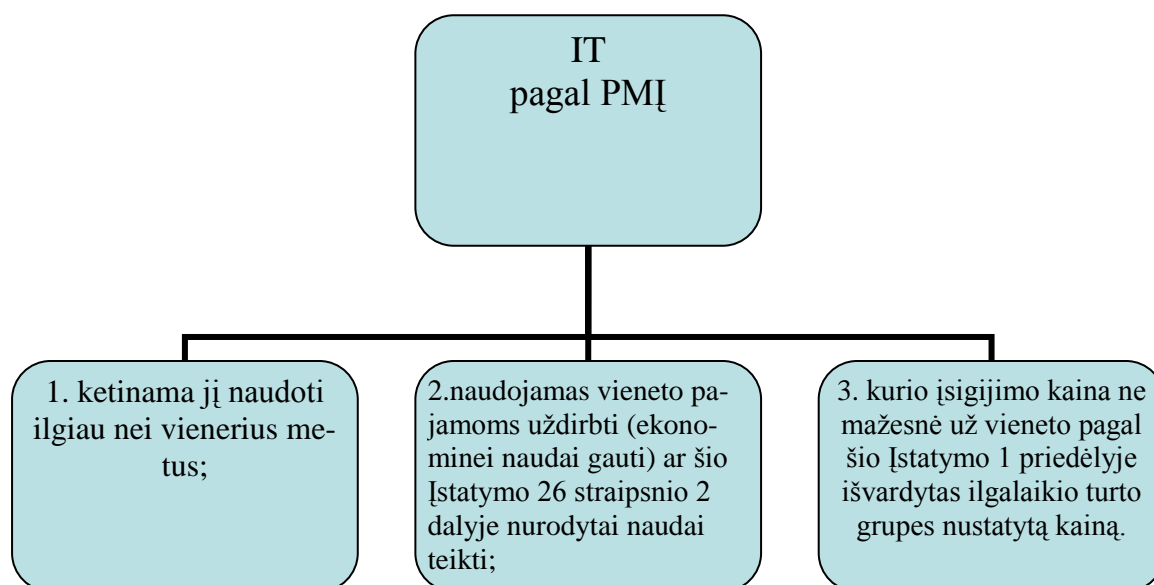 IT
pagal PMĮ
1. ketinama jį naudoti
ilgiau nei vienerius me-
tus;
2.naudojamas vieneto pa-
jamoms uždirbti (ekono-
minei naudai gauti) ar šio
Įstatymo 26 straipsnio 2
dalyje nurodytai naudai
teikti;
3. kurio įsigijimo kaina ne
mažesnė už vieneto pagal
šio Įstatymo 1 priedėlyje
išvardytas ilgalaikio turto
grupes nustatytą kainą.